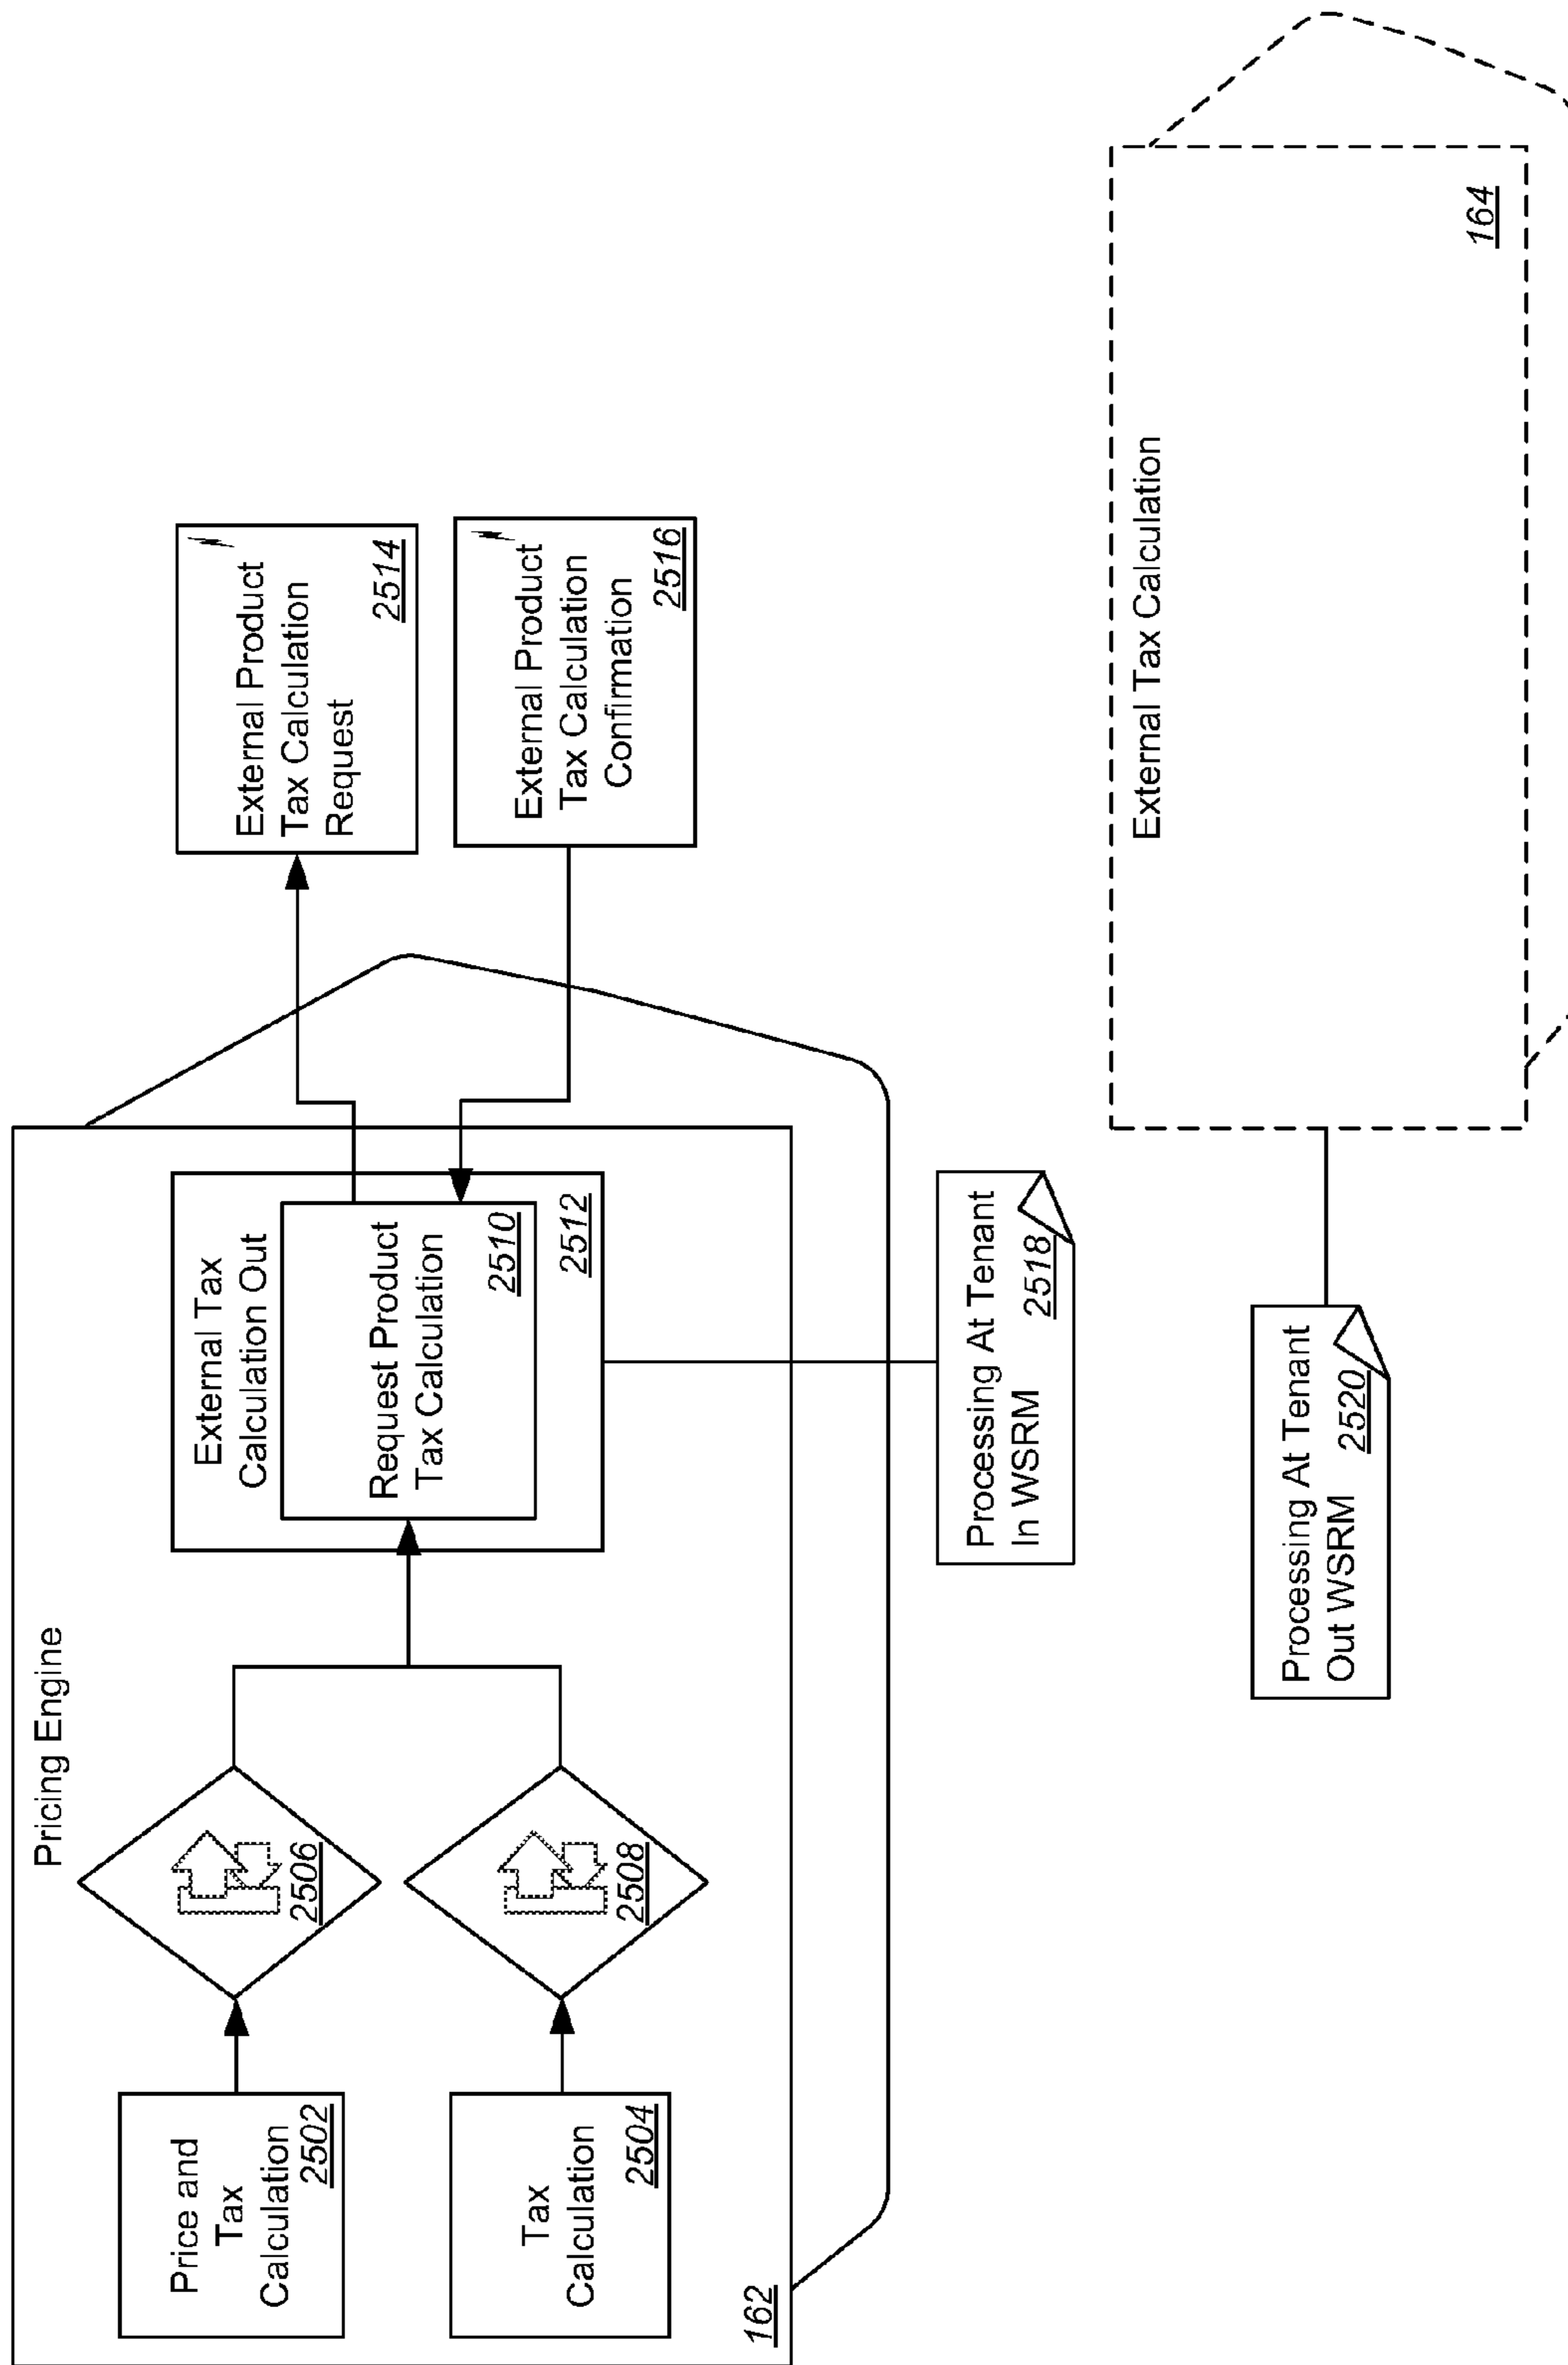 Pricing Engine
Price and
Tax
Calculation
2502
2506
Tax
Calculation
2504
2508
External Tax
Calculation Out
Request Product
Tax Calculation
2510
2512
162
External Product
Tax Calculation
Request
2514
External Product
Tax Calculation
Confirmation
2516
Processing At Tenant
In WSRM
2518
Processing At Tenant
Out WSRM
2520
External Tax Calculation
164